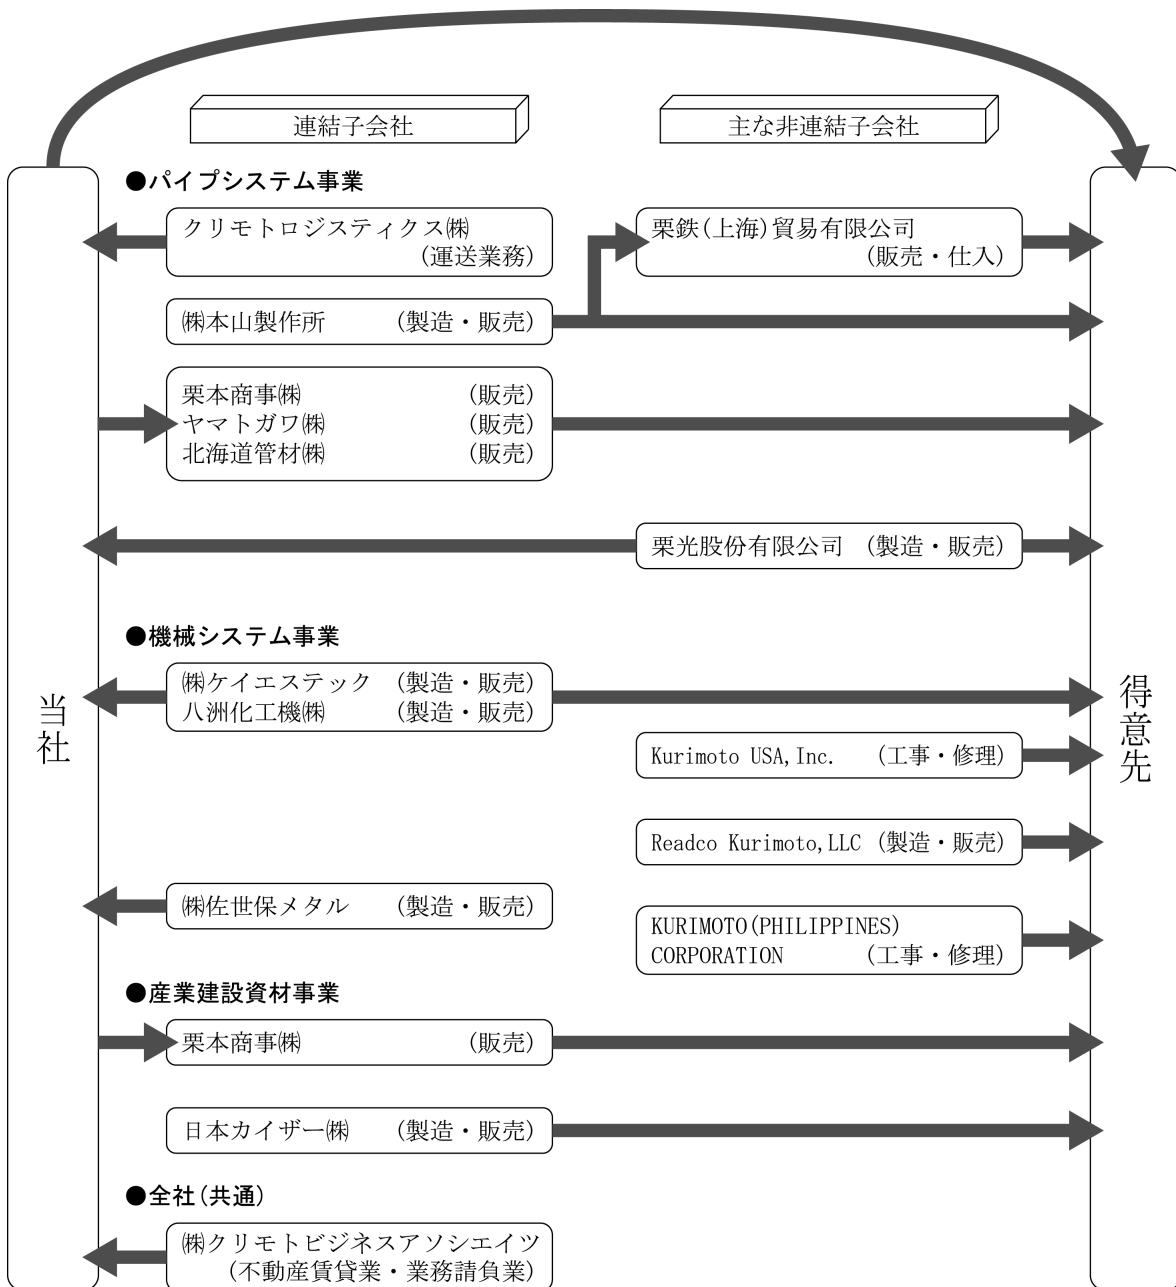 連結子会社
主な非連結子会社
●パイプシステム事業
クリモトロジスティクス㈱
(運送業務)
栗鉄(上海)貿易有限公司
(販売・仕入)
㈱本山製作所 (製造・販売)
栗本商事㈱ (販売)
ヤマトガワ㈱ (販売)
北海道管材㈱ (販売)
栗光股份有限公司 (製造・販売)
●機械システム事業
㈱ケイエステック (製造・販売)
八洲化工機㈱ (製造・販売)
当社
得意先
Kurimoto USA,Inc. (工事・修理)
Readco Kurimoto,LLC (製造・販売)
㈱佐世保メタル (製造・販売)
KURIMOTO(PHILIPPINES)
CORPORATION (工事・修理)
●産業建設資材事業
栗本商事㈱ (販売)
日本カイザー㈱ (製造・販売)
●全社(共通)
㈱クリモトビジネスアソシエイツ
(不動産賃貸業・業務請負業)